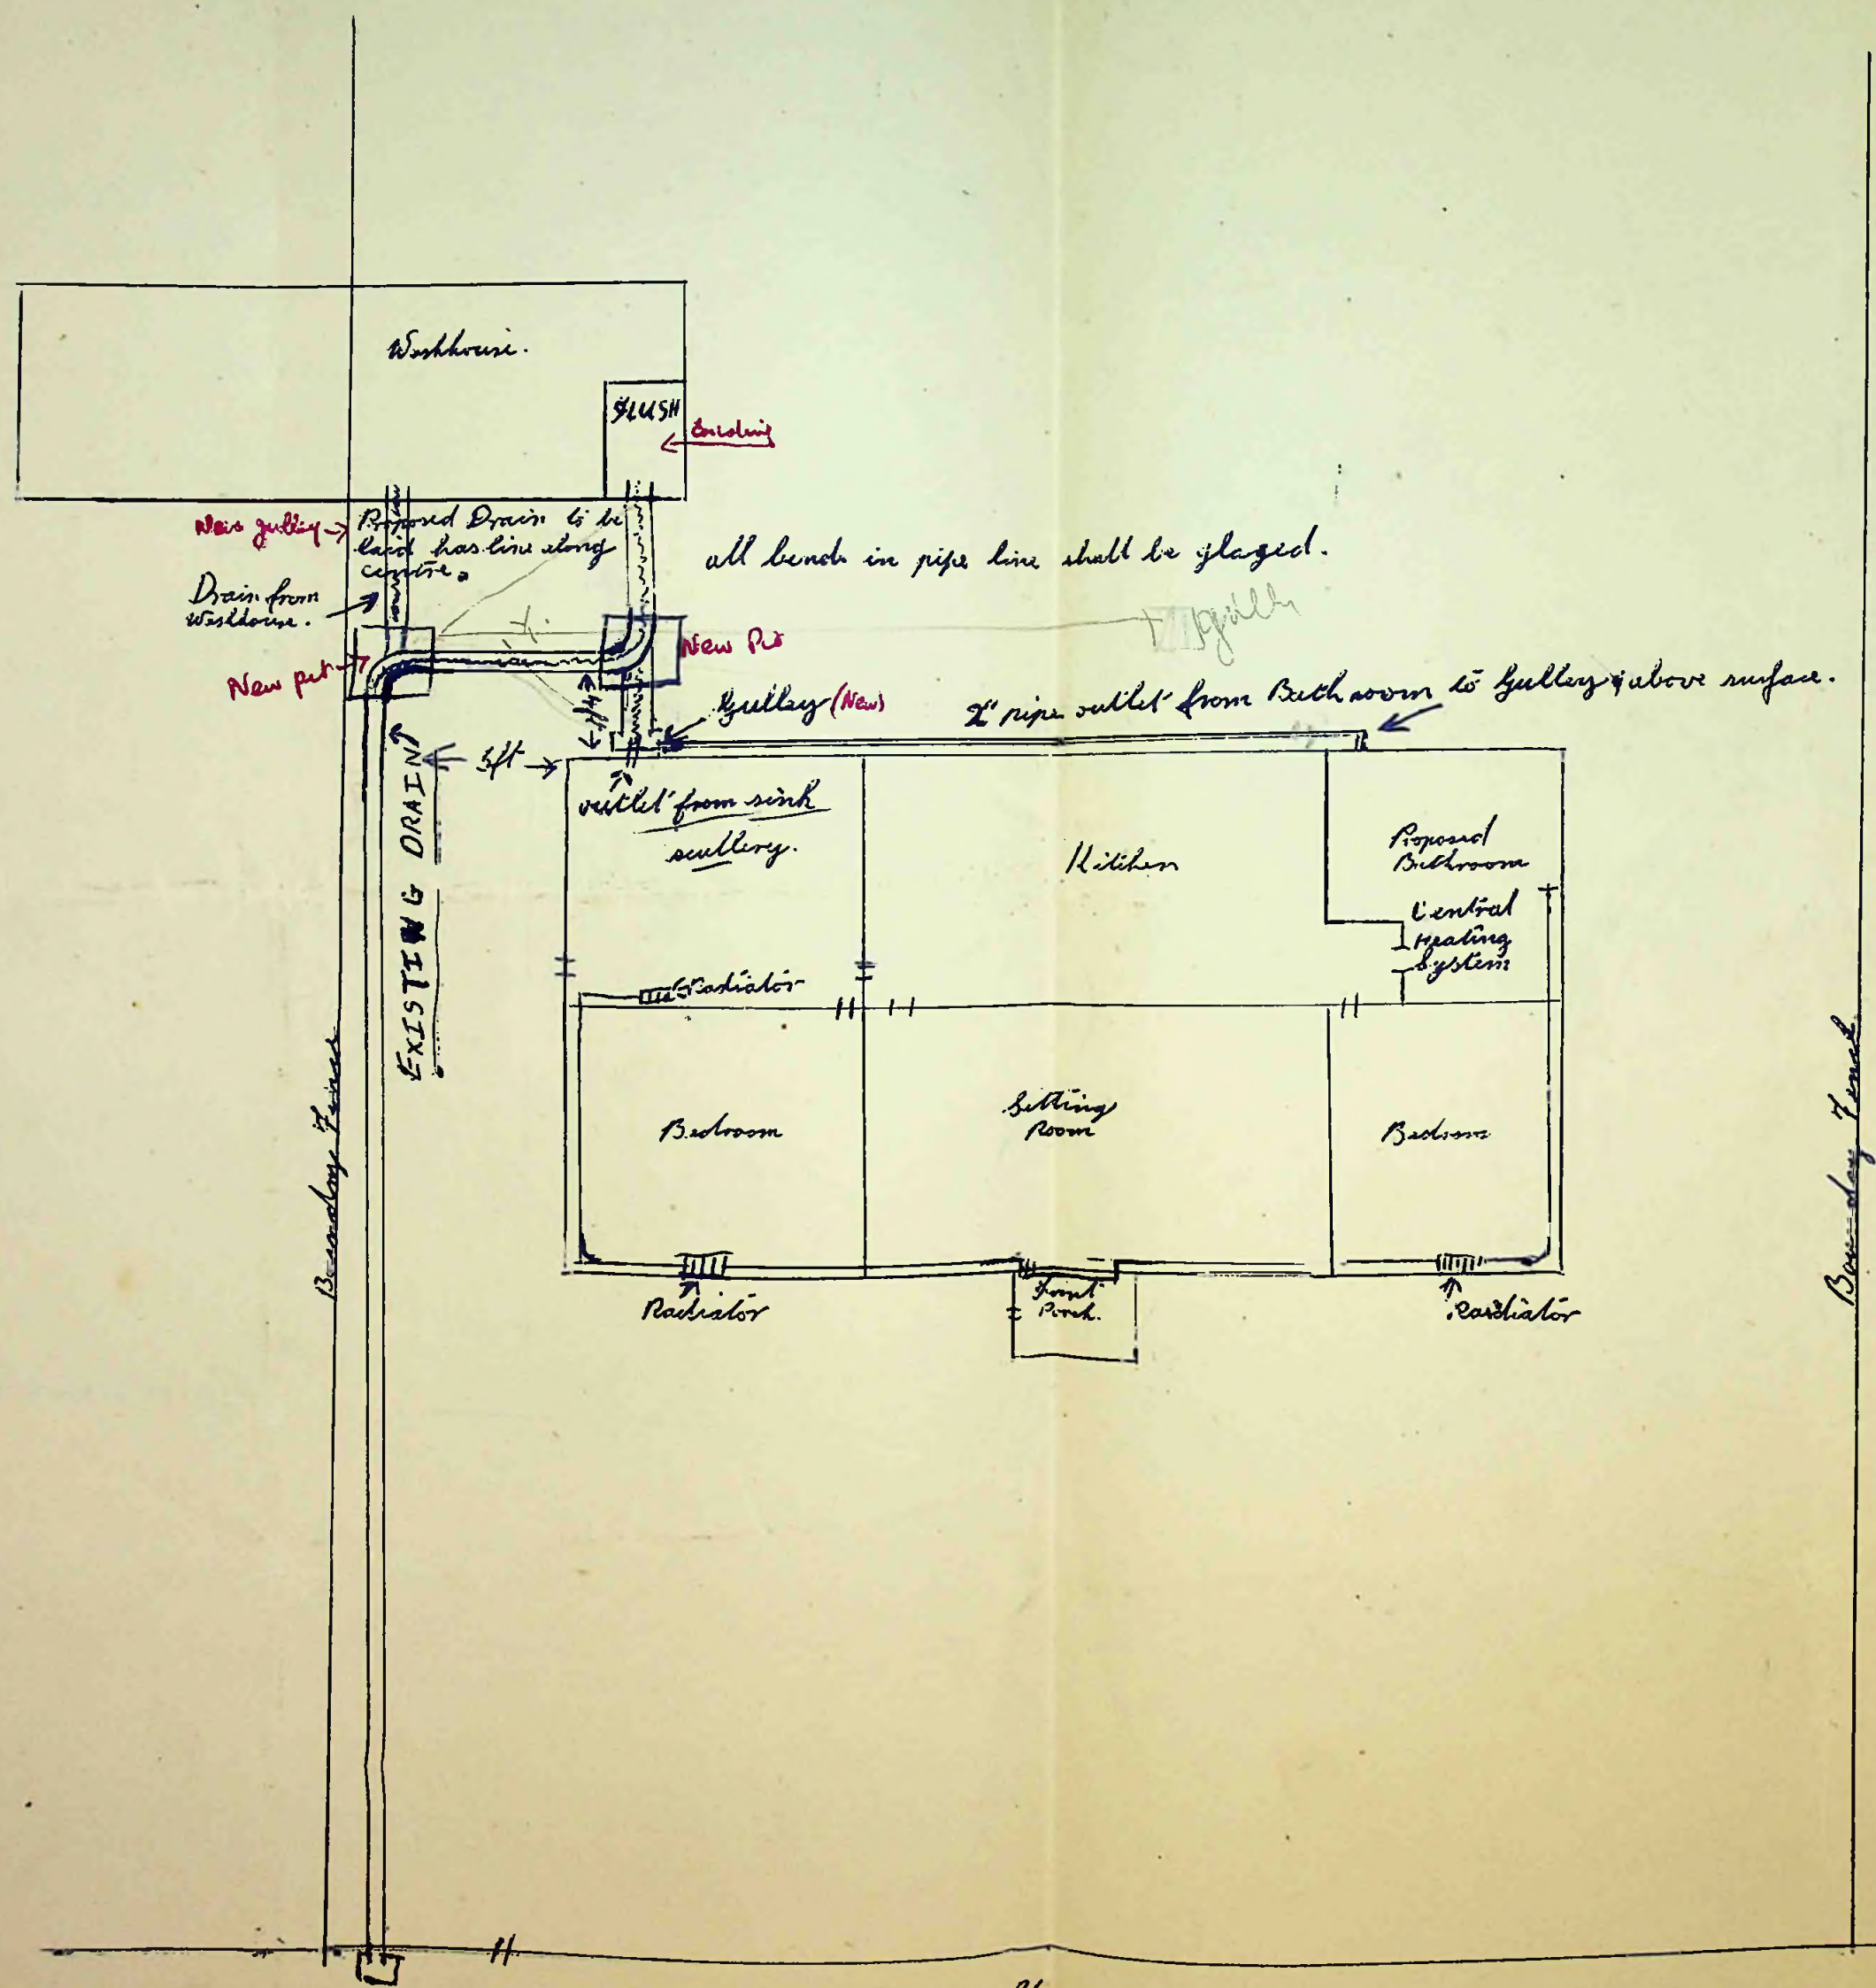 Washhouse.
FLUSH
New gulley
Proposed Drain to be
laid has line along
centre.
all bends in pipe line shall be glazed.
Drain from
Washhouse.
New Pit
New pit
Gulley (New)
2" pipe outlet from Bathroom to Gulley above surface.
4ft
5ft
outlet from sink
scullery.
EXISTING DRAIN
Kitchen
Proposed
Bathroom
Central
Heating
System
Radiator
Bedroom
Sitting
Room
Bedroom
Boundary Fence
Boundary Fence
Radiator
Front
Porch.
Radiator